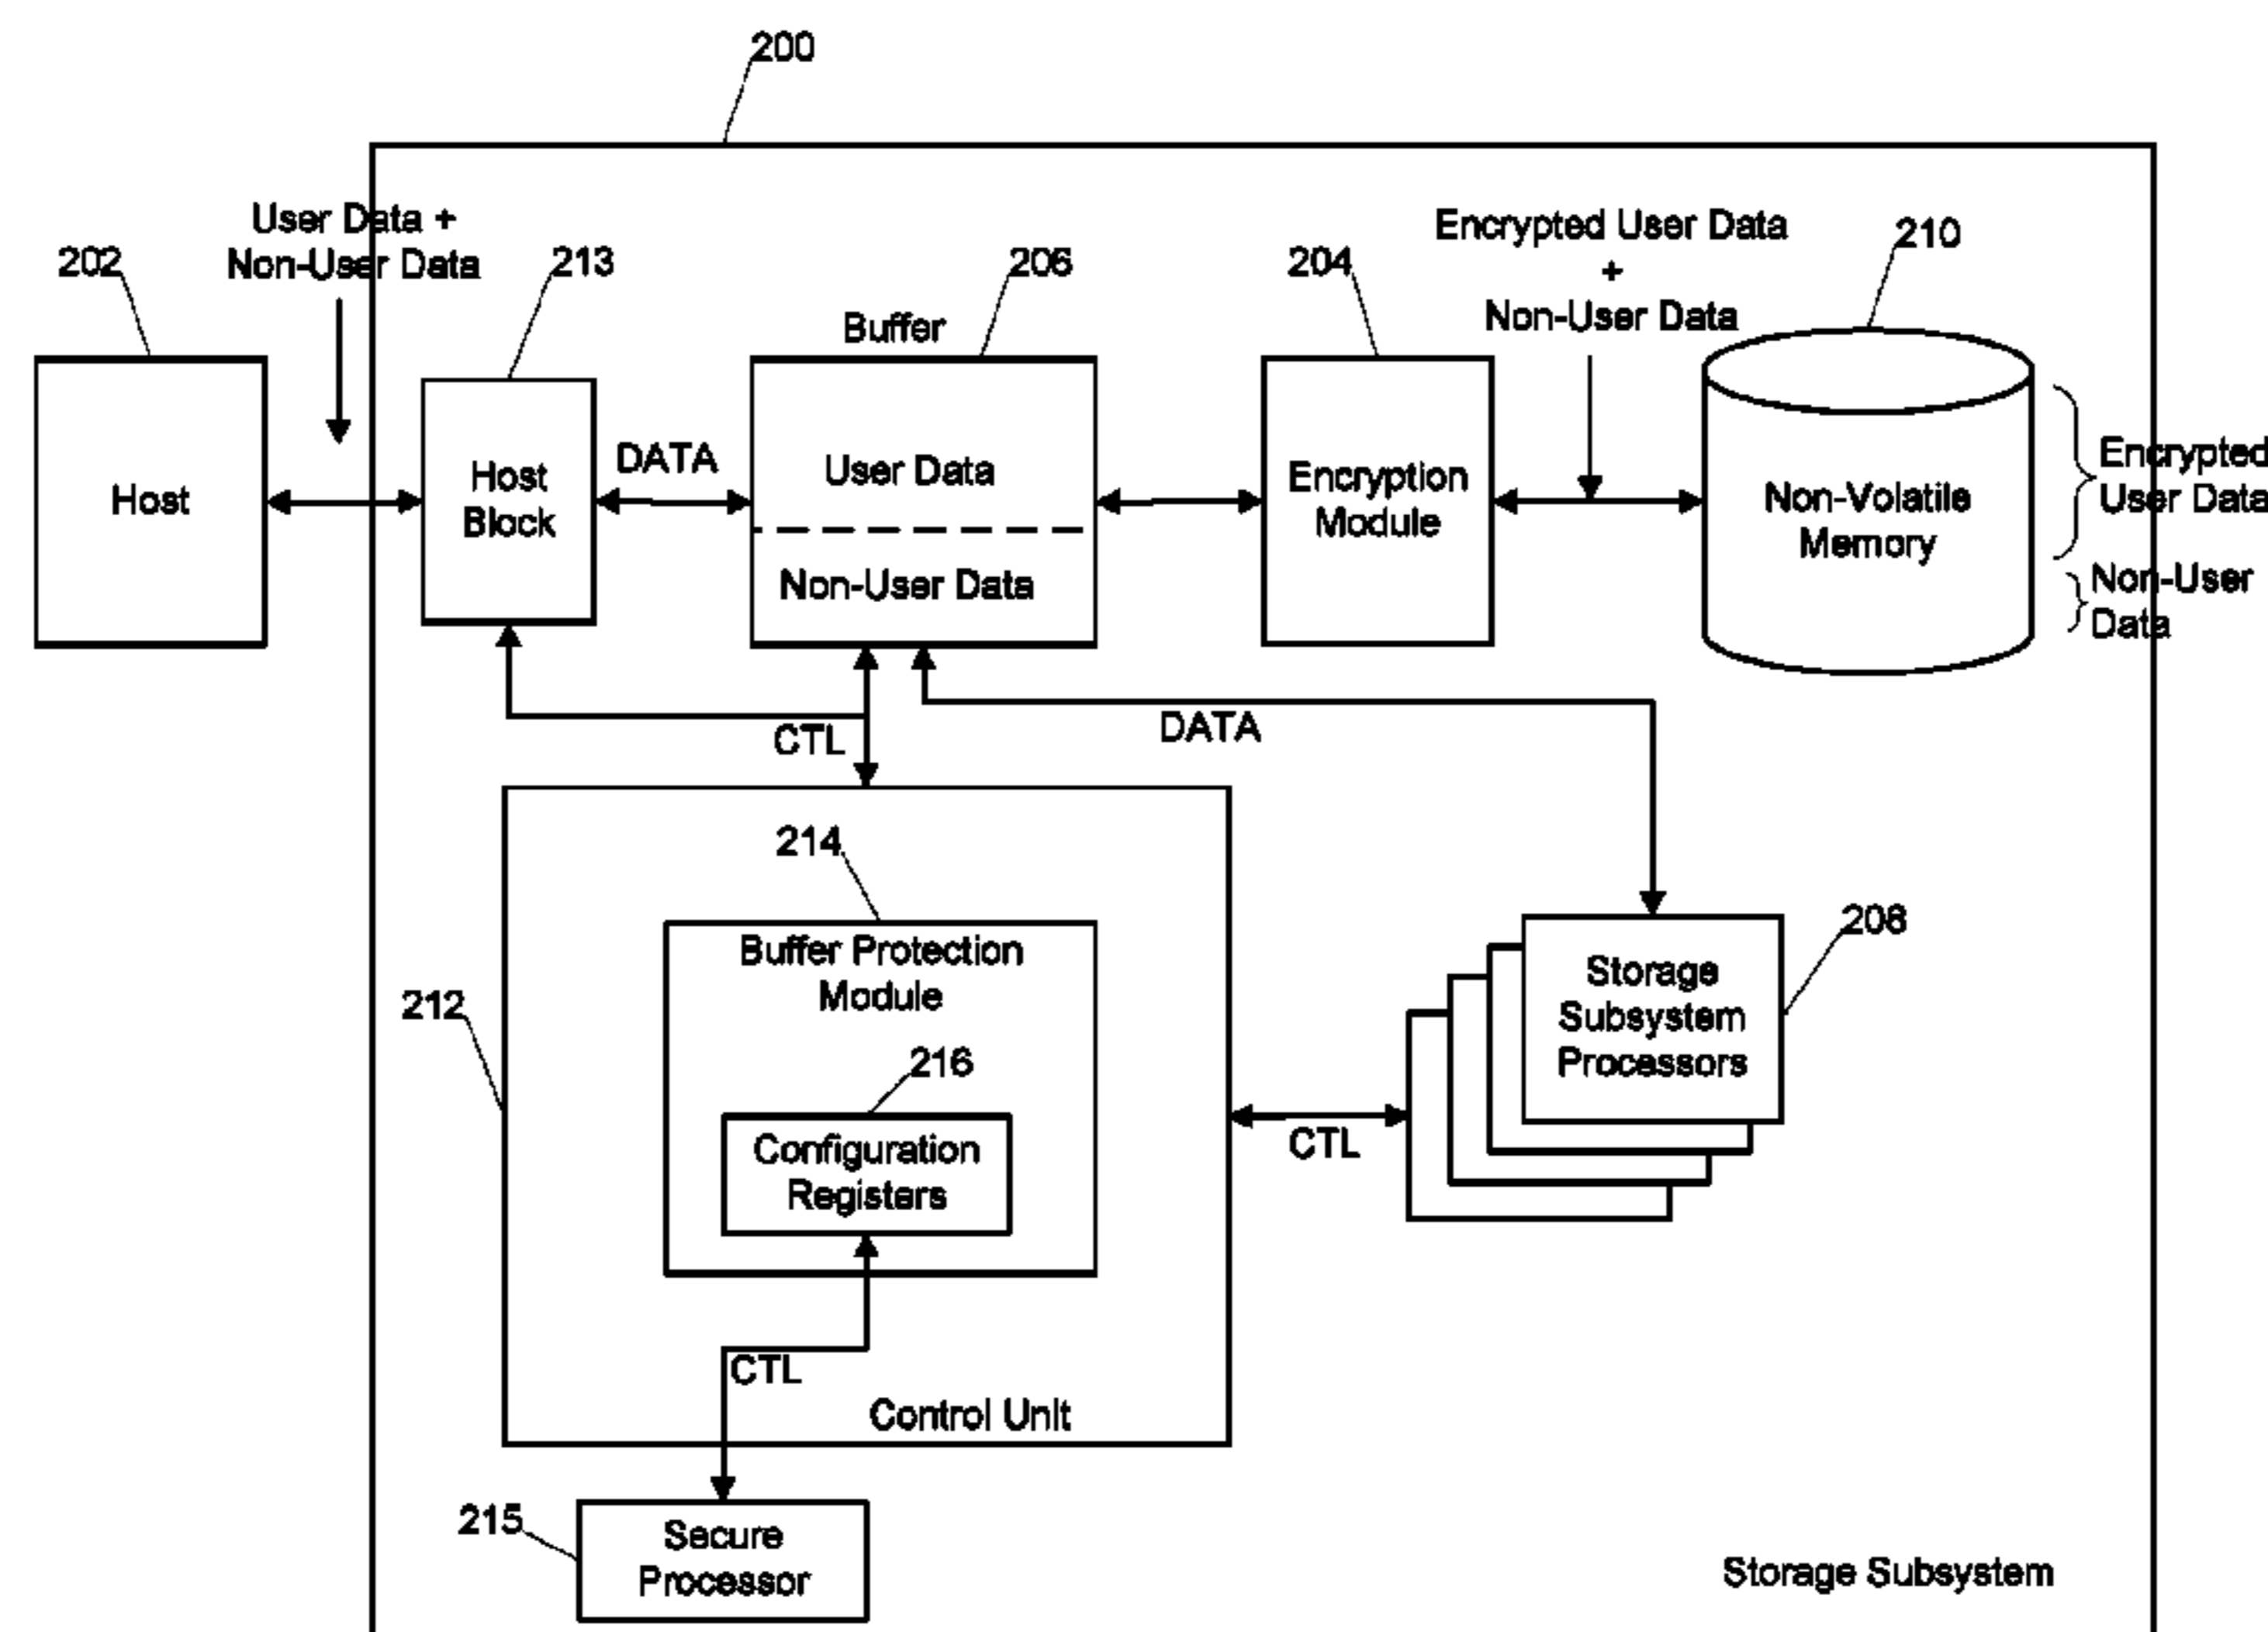 200
User Data +
Non-User Data
202
213
206
Buffer
204
Encrypted User Data
+
Non-User Data
210
Host
Host
Block
DATA
User Data
Non-User Data
Encryption
Module
Non-Volatile
Memory
Encrypted
User Data
Non-User
Data
CTL
DATA
214
Buffer Protection
Module
212
216
Configuration
Registers
CTL
Storage
Subsystem
Processors
208
CTL
Control Unit
215
Secure
Processor
Storage Subsystem